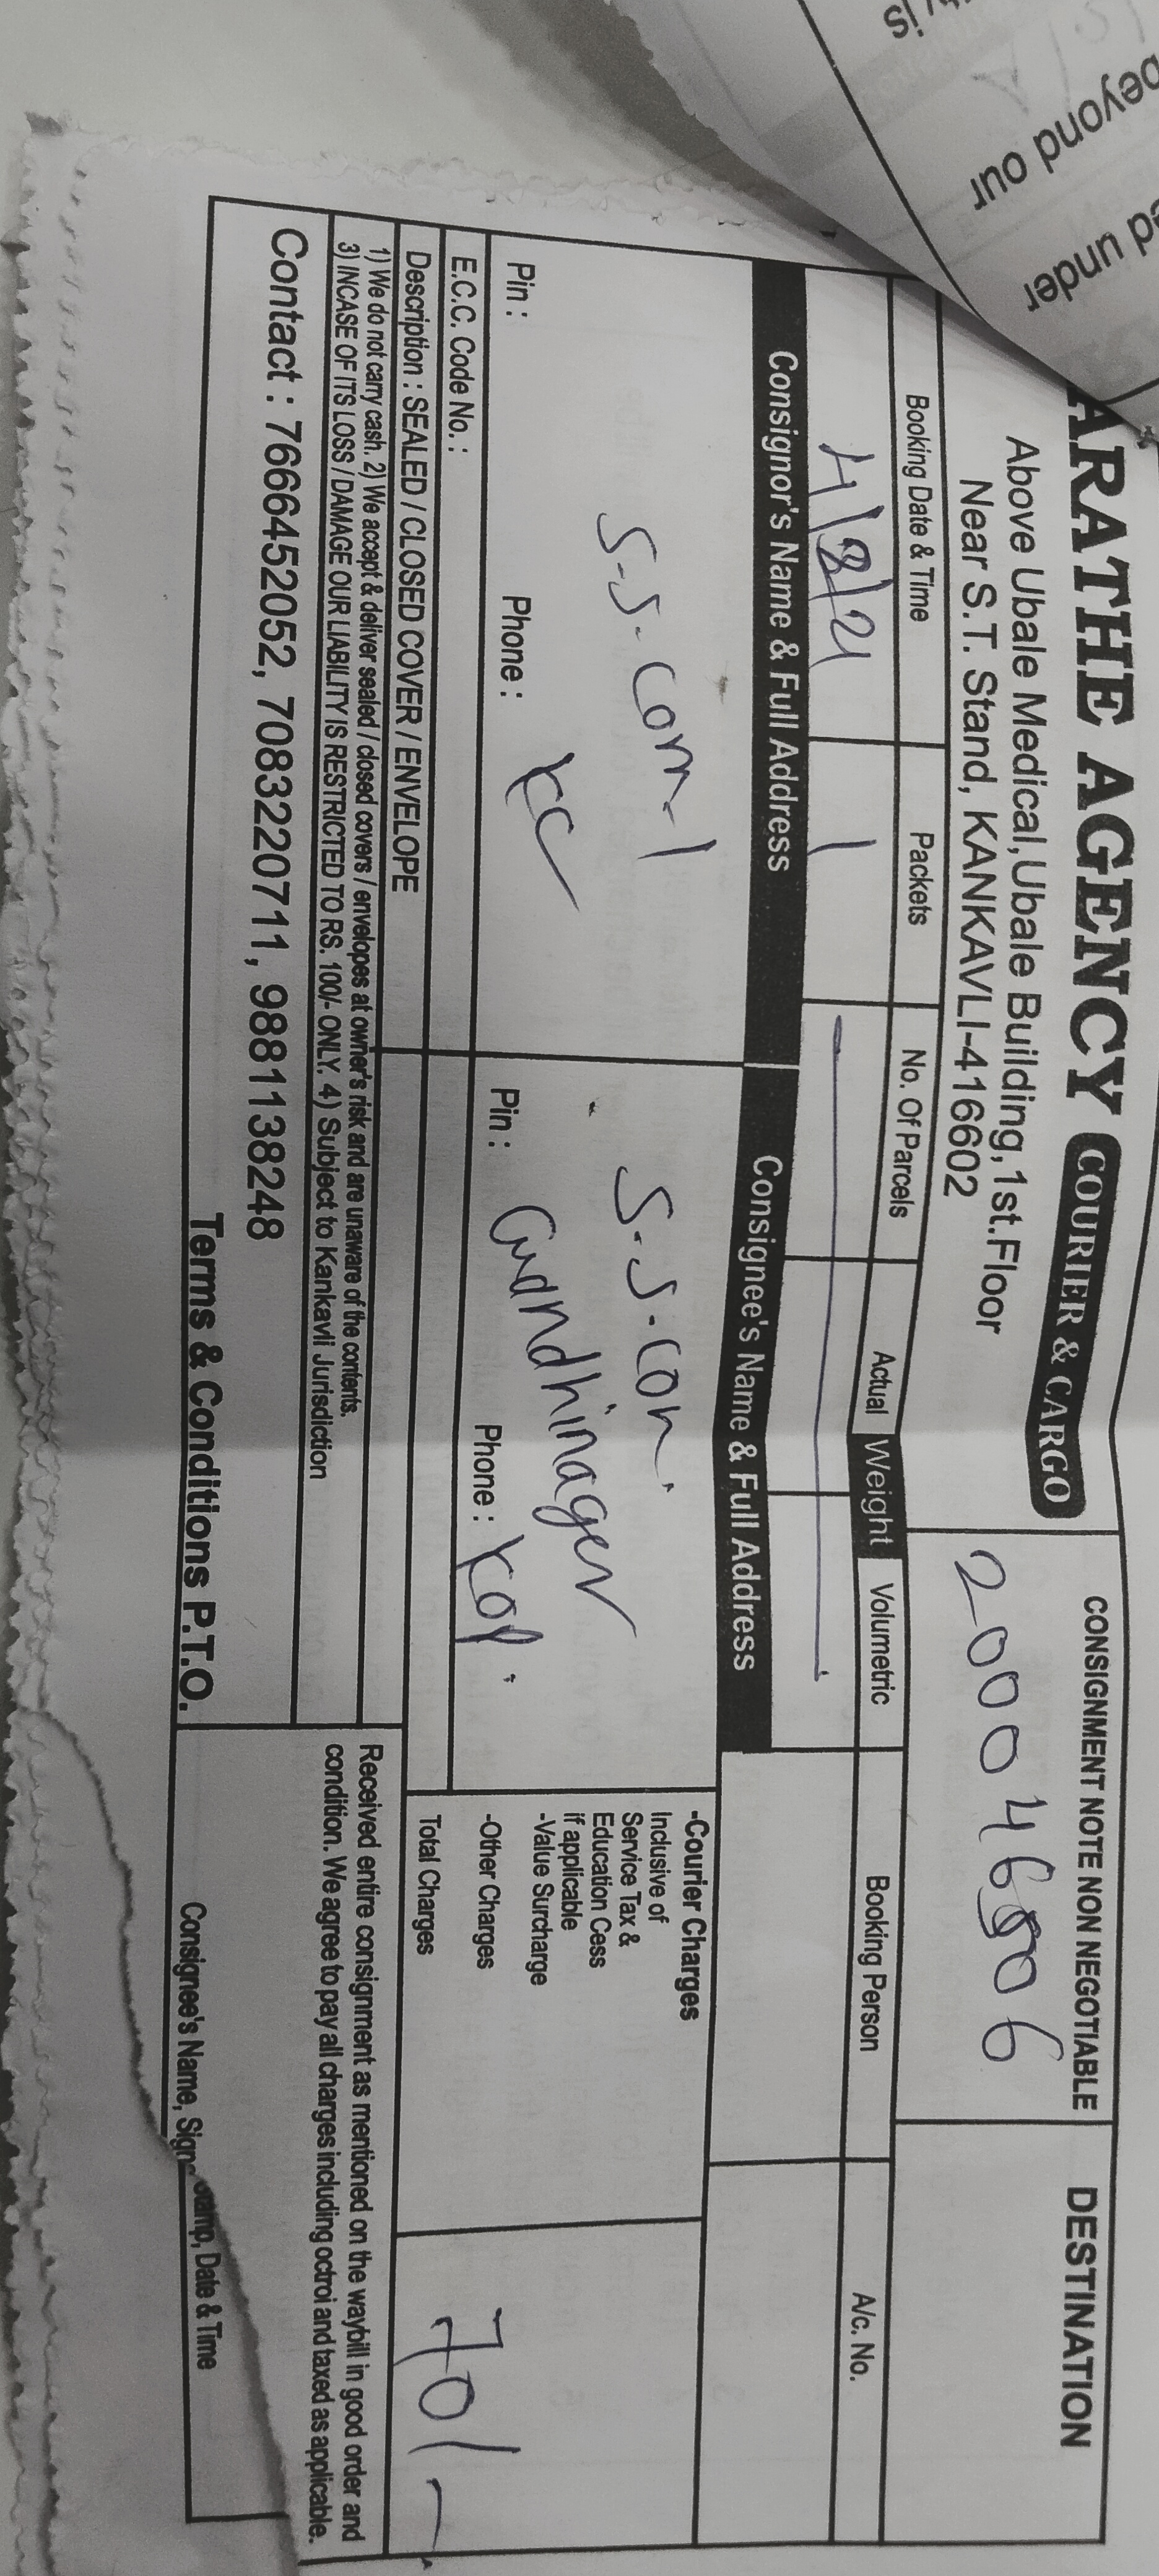 is
beyond our
ed under
ARATHE AGENCY COURIER & CARGO
Above Ubale Medical, Ubale Building, 1st. Floor
Near S.T. Stand, KANKAVLI-416602
CONSIGNMENT NOTE NON NEGOTIABLE
DESTINATION
Booking Date & Time
Packets
No. Of Parcels
Actual Weight Volumetric
Booking Person
A/c. No.
4/8/21
1
Consignor's Name & Full Address
Consignee's Name & Full Address
S-S-Com-1
S-S-Con.
Gandhinager
Pin :
Phone :
KC
Pin :
Phone :
Kop.
-Courier Charges
Inclusive of
Service Tax &
Education Cess
if applicable
-Value Surcharge
-Other Charges
Total Charges
70/-
E.C.C. Code No. :
Description : SEALED / CLOSED COVER / ENVELOPE
1) We do not carry cash. 2) We accept & deliver sealed / closed covers / envelopes at owner's risk and are unaware of the contents.
3) INCASE OF ITS LOSS / DAMAGE OUR LIABILITY IS RESTRICTED TO RS. 100/- ONLY. 4) Subject to Kankavli Jurisdiction
Contact : 7666452052, 7083220711, 9881138248
Terms & Conditions P.T.O.
Received entire consignment as mentioned on the waybill in good order and
condition. We agree to pay all charges including octroi and taxed as applicable.
Consignee's Name, Sign Stamp, Date & Time